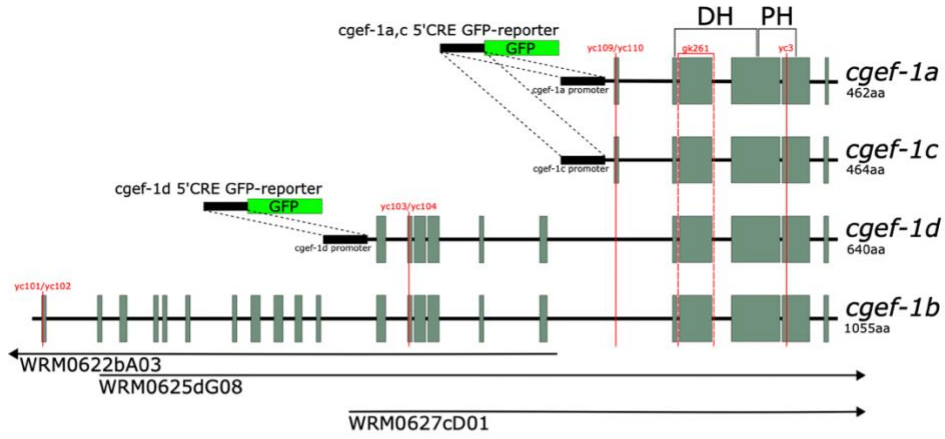 DH PH
cgef-1a,c 5'CRE GFP-reporter
GFP
yc109/yc110 gk261 yc3
cgef-1a promoter
cgef-1a
462aa
cgef-1c promoter
cgef-1c
464aa
cgef-1d 5'CRE GFP-reporter
GFP
yc103/yc104
cgef-1d promoter
cgef-1d
640aa
yc101/yc102
cgef-1b
1055aa
WRM0622bA03
WRM0625dG08
WRM0627cD01